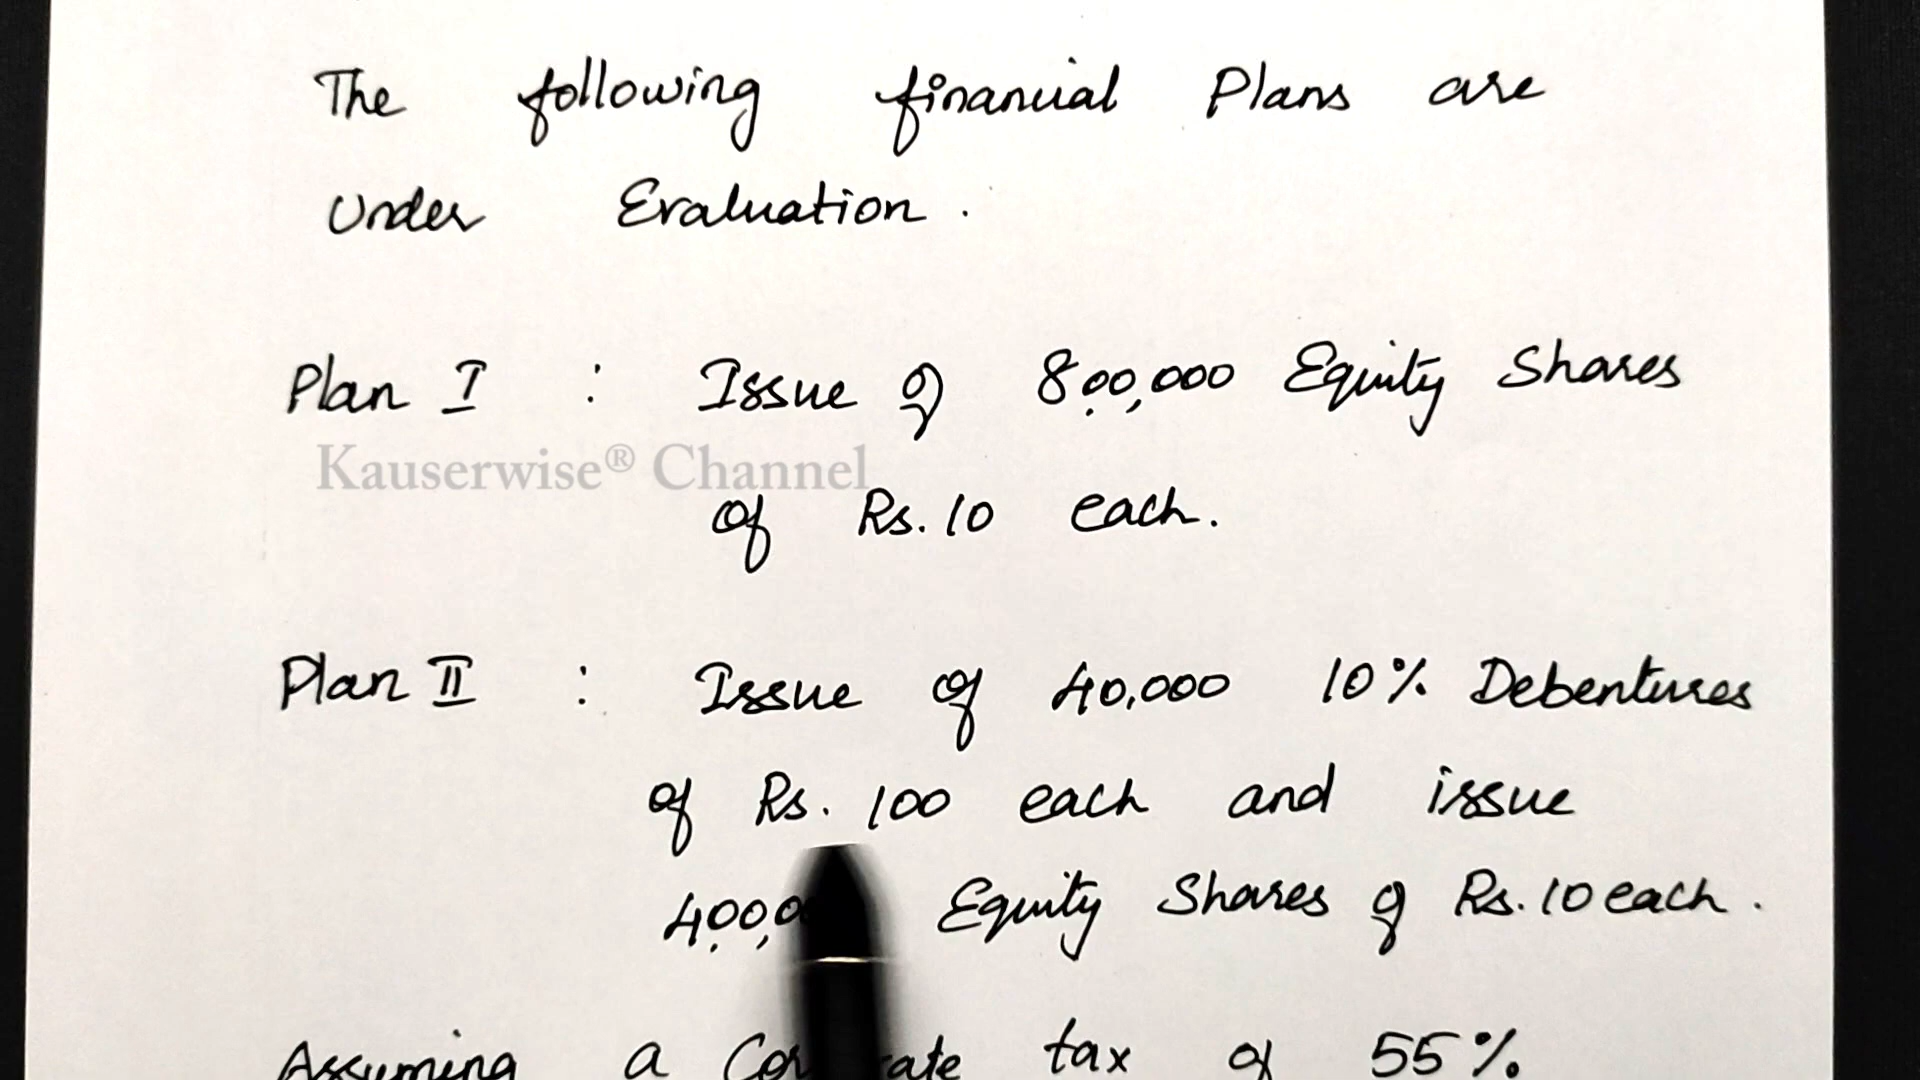 The following financial Plans are
Under Evaluation.
Plan I : Issue of 8,00,000 Equity Shares
Kauserwise® Channel
of Rs.10 each.
Plan II : Issue of 40,000 10% Debentures
of Rs. 100 each and issue
Equity Shares of Rs.10 each.
Assuming a tax of 55%